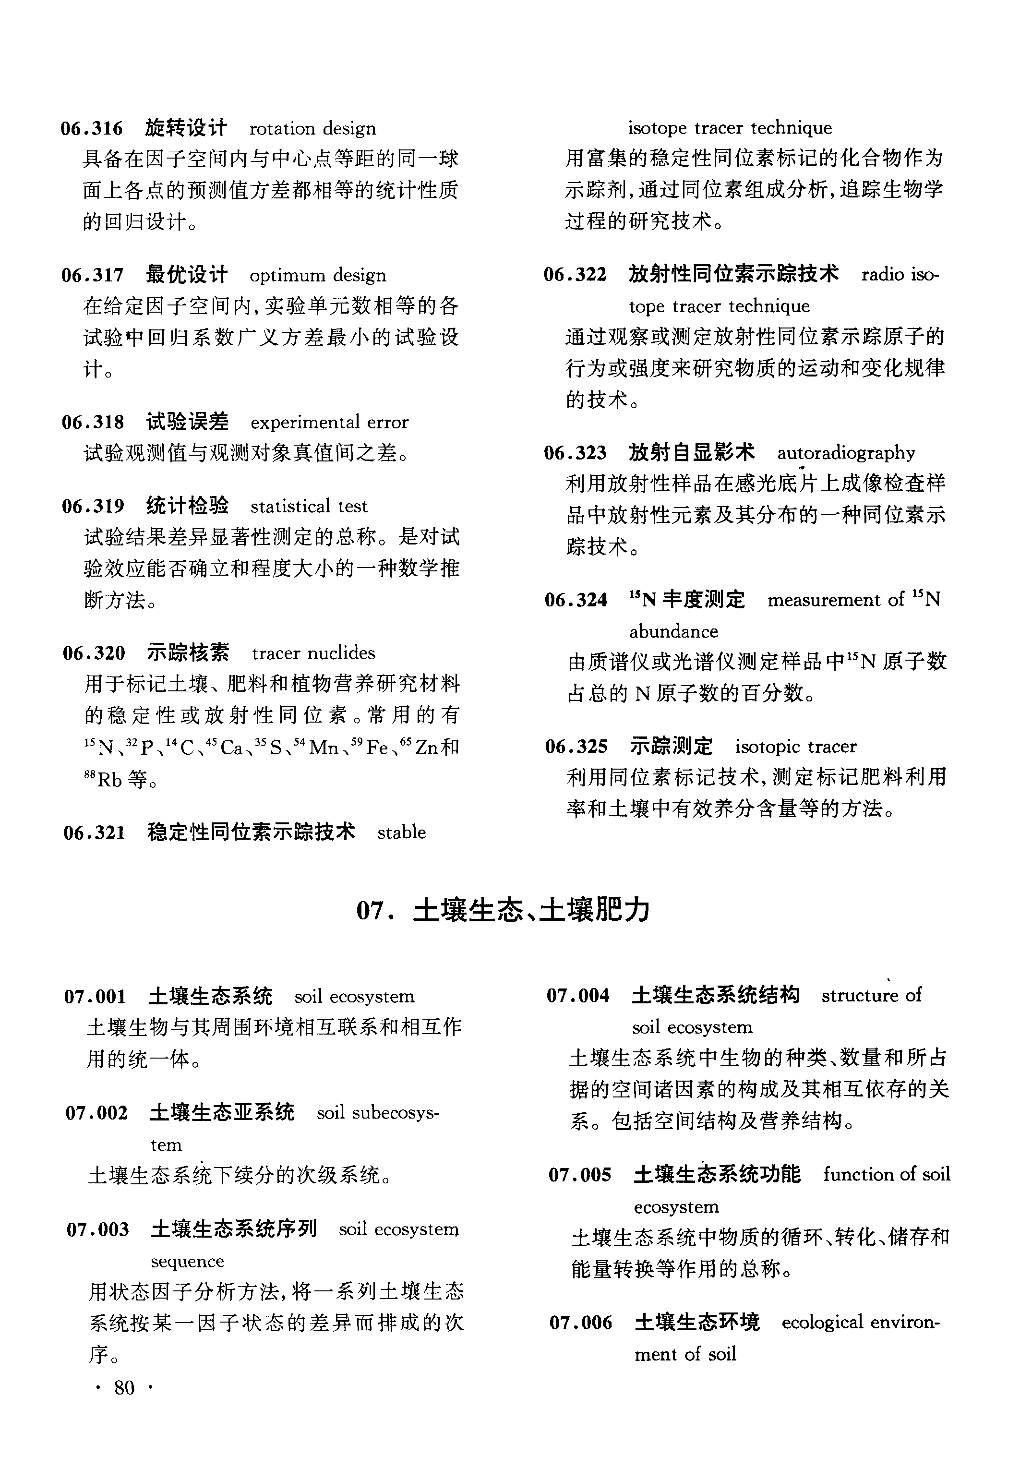 06.316 旋转设计 rotation design
具备在因子空间内与中心点等距的同一球
面上各点的预测值方差都相等的统计性质
的回归设计。
06.317 最优设计 optimum design
在给定因子空间内,实验单元数相等的各
试验中回归系数广义方差最小的试验设
计。
06.318 试验误差 experimental error
试验观测值与观测对象真值间之差。
06.319 统计检验 statistical test
试验结果差异显著性测定的总称。是对试
验效应能否确立和程度大小的一种数学推
断方法。
06.320 示踪核素 tracer nuclides
用于标记土壤、肥料和植物营养研究材料
的稳定性或放射性同位素。常用的有
¹⁵N、³²P、¹⁴C、⁴⁵Ca、³⁵S、⁵⁴Mn、⁵⁹Fe、⁶⁵Zn和
⁸⁸Rb等。
06.321 稳定性同位素示踪技术 stable
isotope tracer technique
用富集的稳定性同位素标记的化合物作为
示踪剂,通过同位素组成分析,追踪生物学
过程的研究技术。
06.322 放射性同位素示踪技术 radio iso-
tope tracer technique
通过观察或测定放射性同位素示踪原子的
行为或强度来研究物质的运动和变化规律
的技术。
06.323 放射自显影术 autoradiography
利用放射性样品在感光底片上成像检查样
品中放射性元素及其分布的一种同位素示
踪技术。
06.324 ¹⁵N丰度测定 measurement of ¹⁵N
abundance
由质谱仪或光谱仪测定样品中¹⁵N原子数
占总的N原子数的百分数。
06.325 示踪测定 isotopic tracer
利用同位素标记技术,测定标记肥料利用
率和土壤中有效养分含量等的方法。
07. 土壤生态、土壤肥力
07.001 土壤生态系统 soil ecosystem
土壤生物与其周围环境相互联系和相互作
用的统一体。
07.002 土壤生态亚系统 soil subecosys-
tem
土壤生态系统下续分的次级系统。
07.003 土壤生态系统序列 soil ecosystem
sequence
用状态因子分析方法,将一系列土壤生态
系统按某一因子状态的差异而排成的次
序。
07.004 土壤生态系统结构 structure of
soil ecosystem
土壤生态系统中生物的种类、数量和所占
据的空间诸因素的构成及其相互依存的关
系。包括空间结构及营养结构。
07.005 土壤生态系统功能 function of soil
ecosystem
土壤生态系统中物质的循环、转化、储存和
能量转换等作用的总称。
07.006 土壤生态环境 ecological environ-
ment of soil
· 80 ·